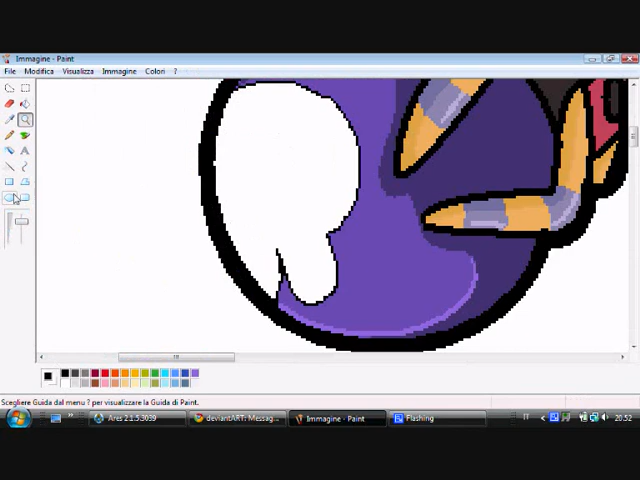 Immagine - Paint
File Modifica Visualizza Immagine Colori ?
A
Scegliere Guida dal menu ? per visualizzare la Guida di Paint.
Ares 2.1.5.3039 deviantART: Messag... Immagine - Paint Flashing IT 20.52